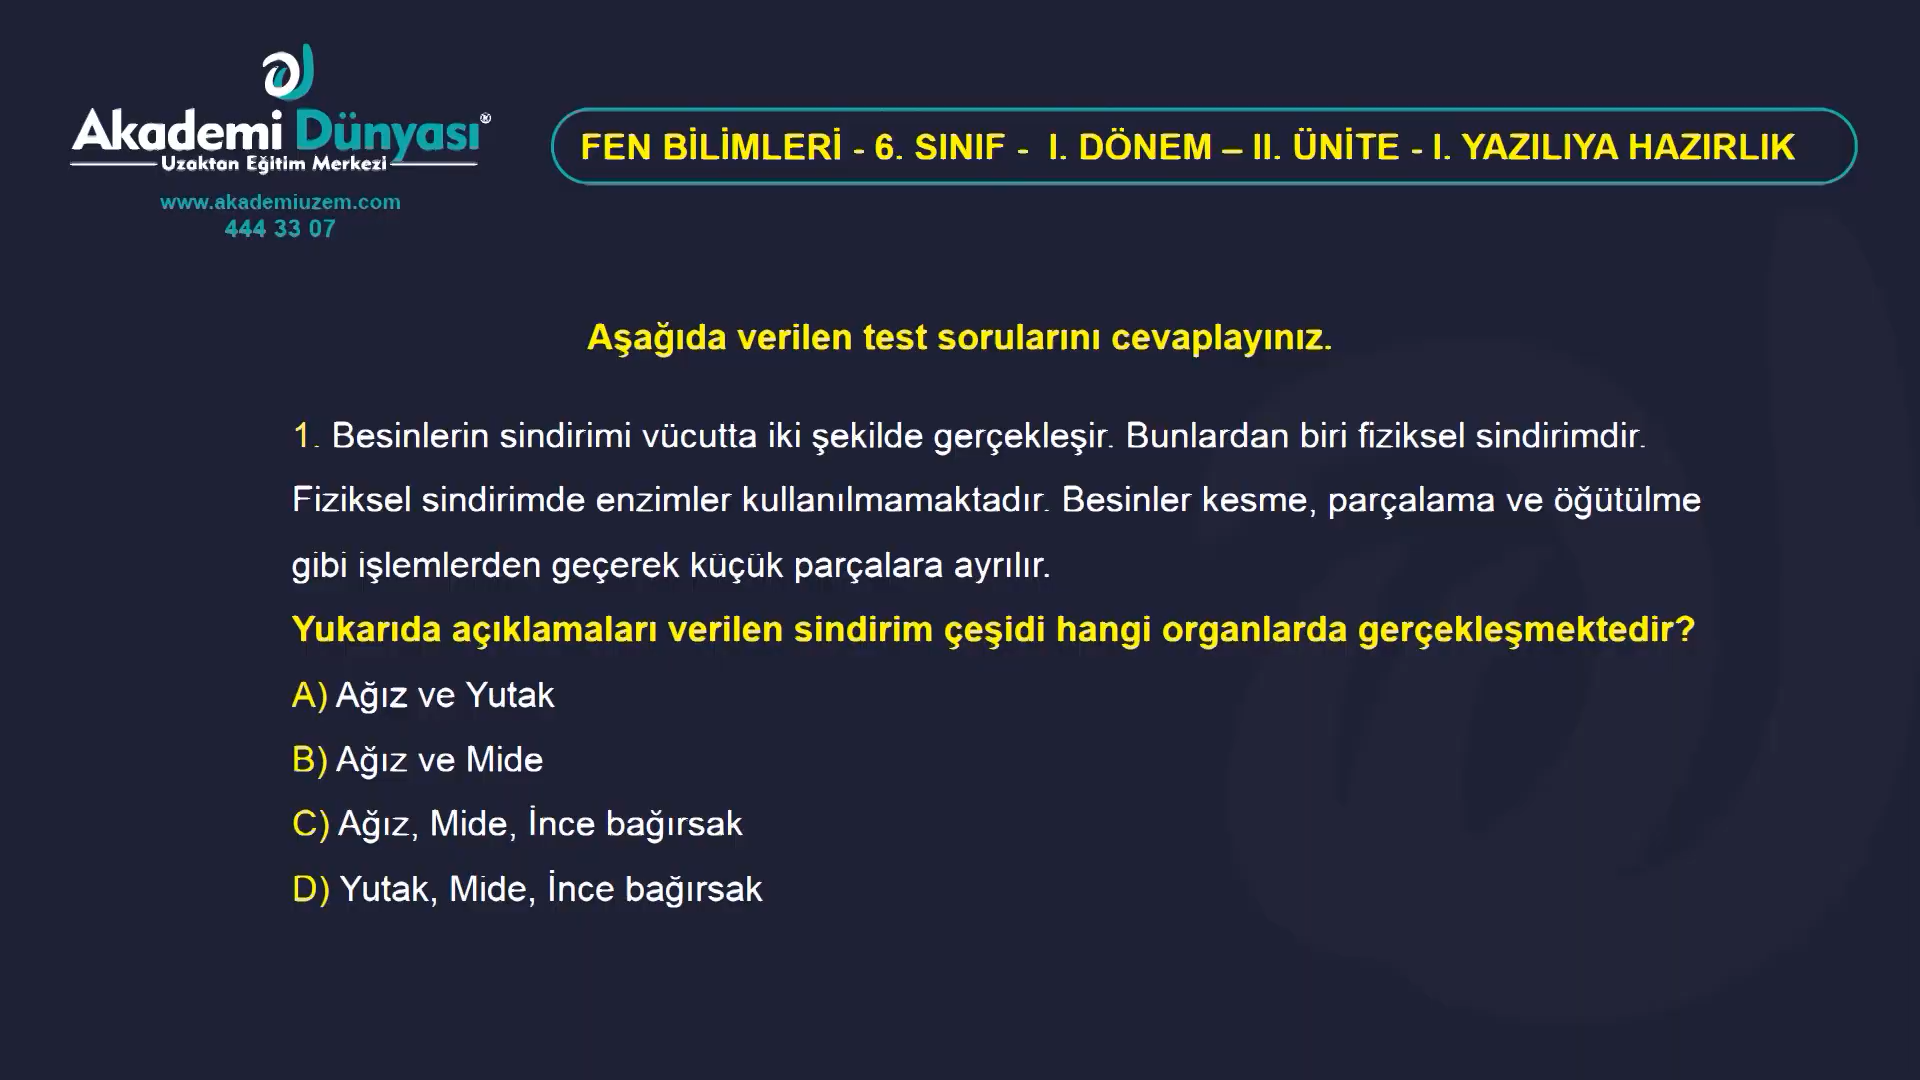 Akademi Dünyası®
Uzaktan Eğitim Merkezi
www.akademiuzem.com
444 33 07
FEN BİLİMLERİ - 6. SINIF - I. DÖNEM – II. ÜNİTE - I. YAZILIYA HAZIRLIK
Aşağıda verilen test sorularını cevaplayınız.
1. Besinlerin sindirimi vücutta iki şekilde gerçekleşir. Bunlardan biri fiziksel sindirimdir.
Fiziksel sindirimde enzimler kullanılmamaktadır. Besinler kesme, parçalama ve öğütülme
gibi işlemlerden geçerek küçük parçalara ayrılır.
Yukarıda açıklamaları verilen sindirim çeşidi hangi organlarda gerçekleşmektedir?
A) Ağız ve Yutak
B) Ağız ve Mide
C) Ağız, Mide, İnce bağırsak
D) Yutak, Mide, İnce bağırsak